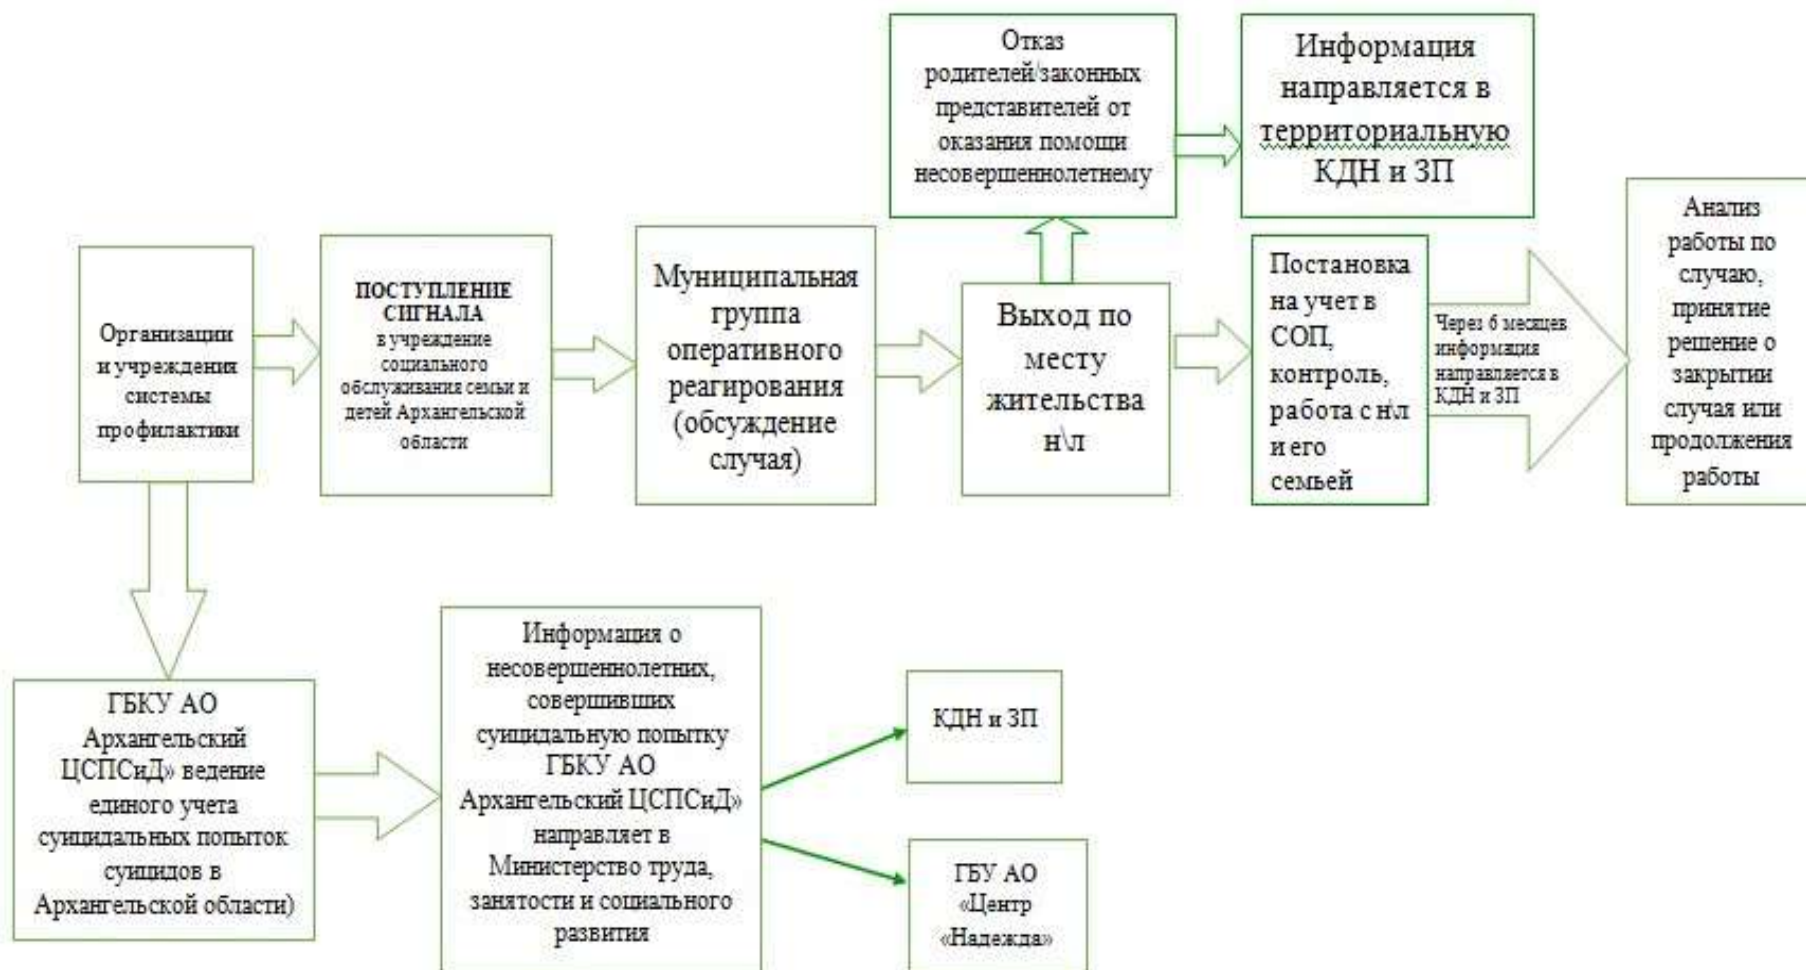 Организации
и учреждения
системы
профилактики
ПОСТУПЛЕНИЕ
СИГНАЛА
в учреждение
социального
обслуживания семьи и
детей Архангельской
области
Муниципальная
группа
оперативного
реагирования
(обсуждение
случая)
Выход по
месту
жительства
н\л
Отказ
родителей/законных
представителей от
оказания помощи
несовершеннолетнему
Информация
направляется в
территориальную
КДН и ЗП
Постановка
на учет в
СОП,
контроль,
работа с н\л
и его
семьей
Через 6 месяцев
информация
направляется в
КДН и ЗП
Анализ
работы по
случаю,
принятие
решение о
закрытии
случая или
продолжения
работы
ГБКУ АО
Архангельский
ЦСПСиД» ведение
единого учета
суицидальных попыток
суицидов в
Архангельской области)
Информация о
несовершеннолетних,
совершивших
суицидальную попытку
ГБКУ АО
Архангельский ЦСПСиД»
направляет в
Министерство труда,
занятости и социального
развития
КДН и ЗП
ГБУ АО
«Центр
«Надежда»